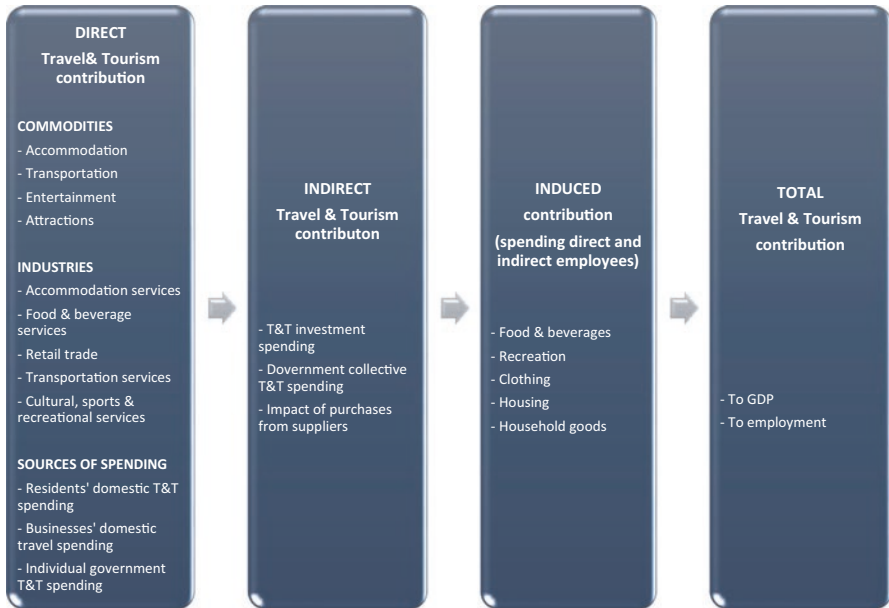 DIRECT
Travel& Tourism
contribution
COMMODITIES
- Accommodation
- Transportation
- Entertainment
- Attractions
INDUSTRIES
- Accommodation services
- Food & beverage
services
- Retail trade
- Transportation services
- Cultural, sports &
recreational services
SOURCES OF SPENDING
- Residents' domestic T&T
spending
- Businesses' domestic
travel spending
- Individual government
T&T spending
INDIRECT
Travel & Tourism
contributon
- T&T investment
spending
- Dovernment collective
T&T spending
- Impact of purchases
from suppliers
INDUCED
contribution
(spending direct and
indirect employees)
- Food & beverages
- Recreation
- Clothing
- Housing
- Household goods
TOTAL
Travel & Tourism
contribution
- To GDP
- To employment